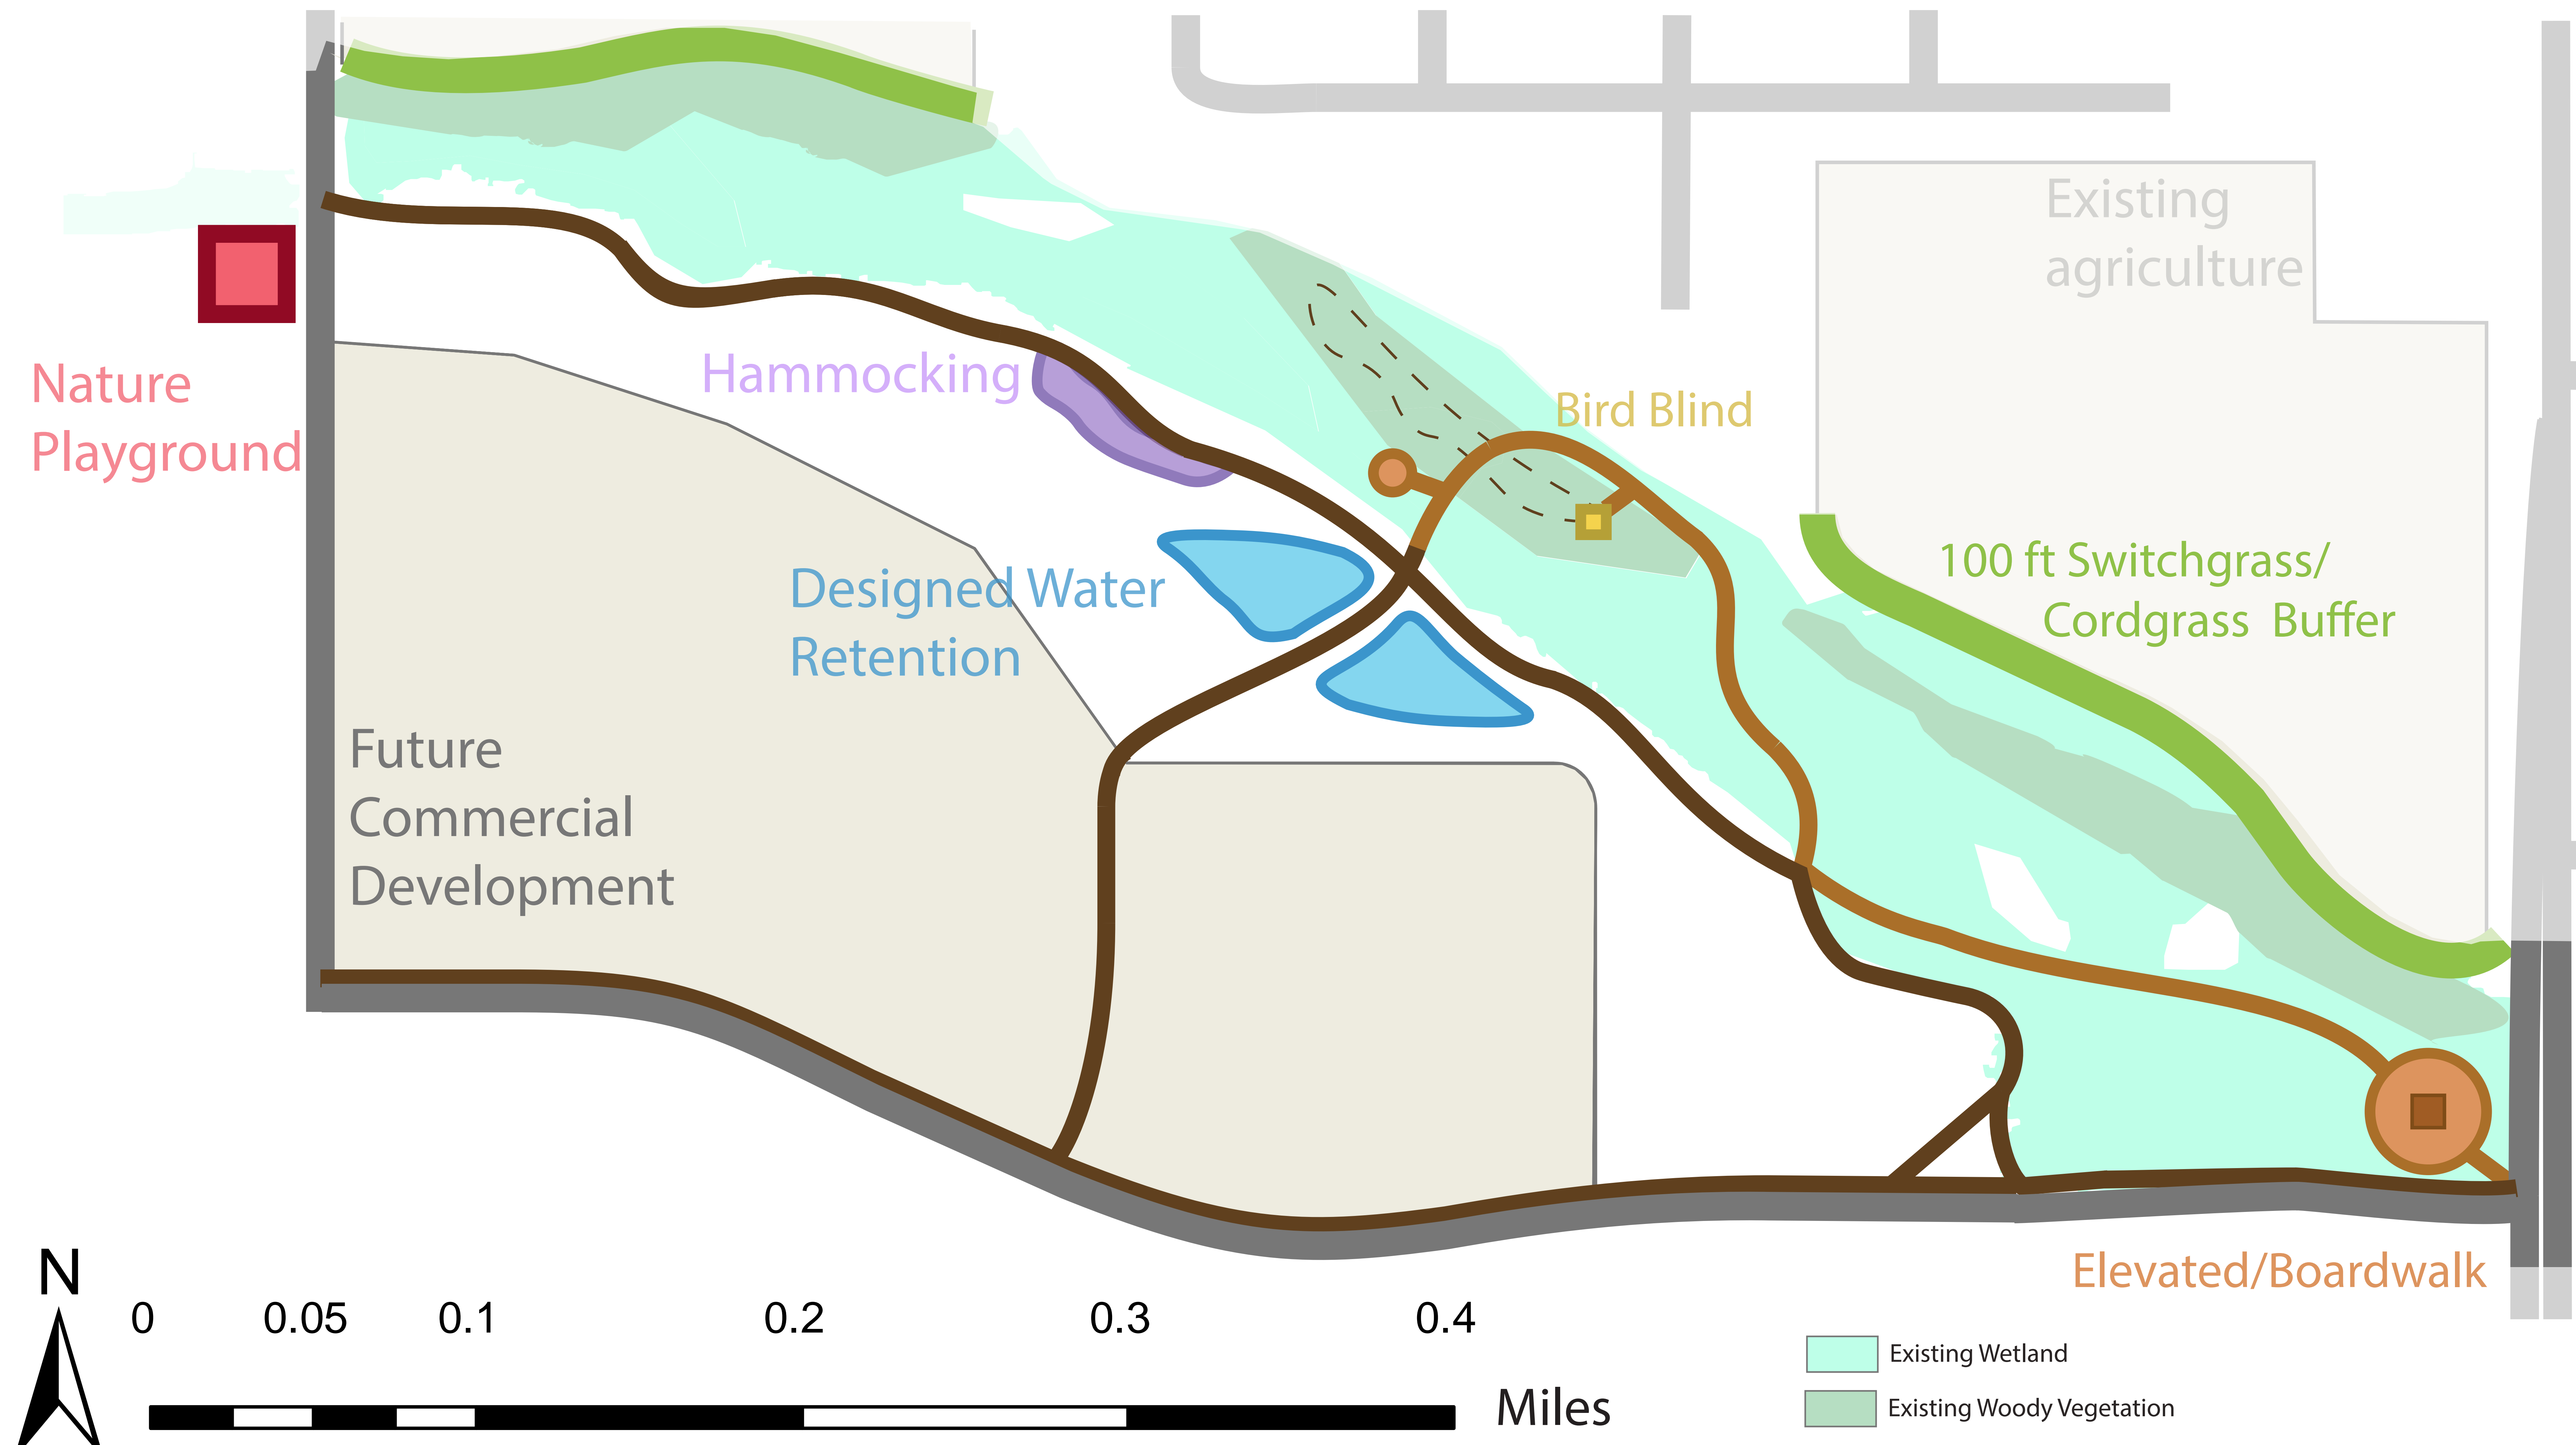 Existing
agriculture
Nature
Playground
Hammocking
Bird Blind
100 ft Switchgrass/
Cordgrass Buffer
Designed Water
Retention
Future
Commercial
Development
Elevated/Boardwalk
N
0 0.05 0.1 0.2 0.3 0.4
Miles
Existing Wetland
Existing Woody Vegetation